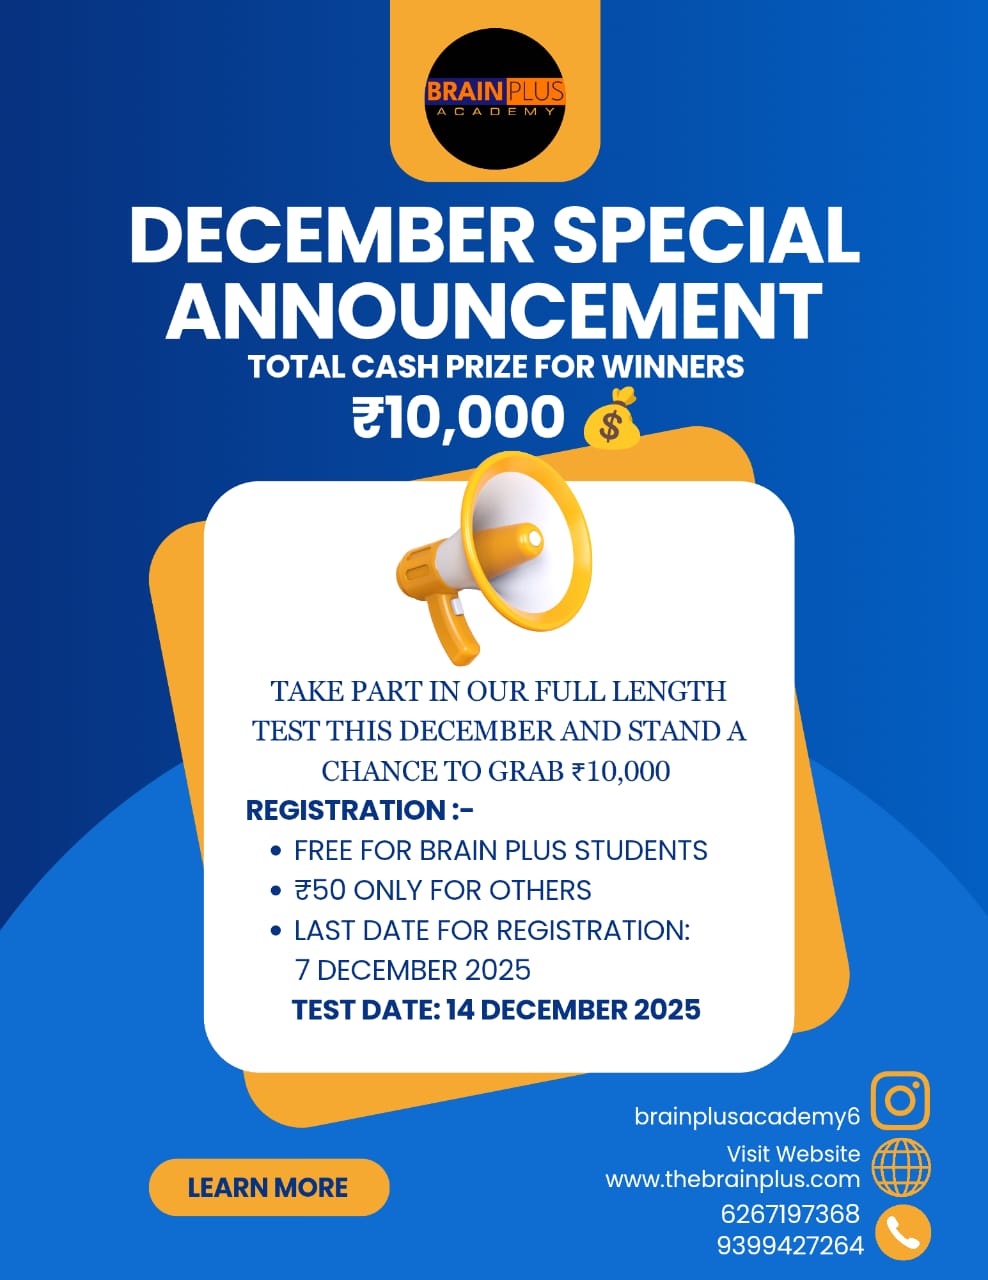 BRAIN PLUS
ACADEMY
DECEMBER SPECIAL
ANNOUNCEMENT
TOTAL CASH PRIZE FOR WINNERS
₹10,000
TAKE PART IN OUR FULL LENGTH
TEST THIS DECEMBER AND STAND A
CHANCE TO GRAB ₹10,000
REGISTRATION :-
• FREE FOR BRAIN PLUS STUDENTS
• ₹50 ONLY FOR OTHERS
• LAST DATE FOR REGISTRATION:
7 DECEMBER 2025
TEST DATE: 14 DECEMBER 2025
brainplusacademy6
Visit Website
www.thebrainplus.com
LEARN MORE
6267197368
9399427264